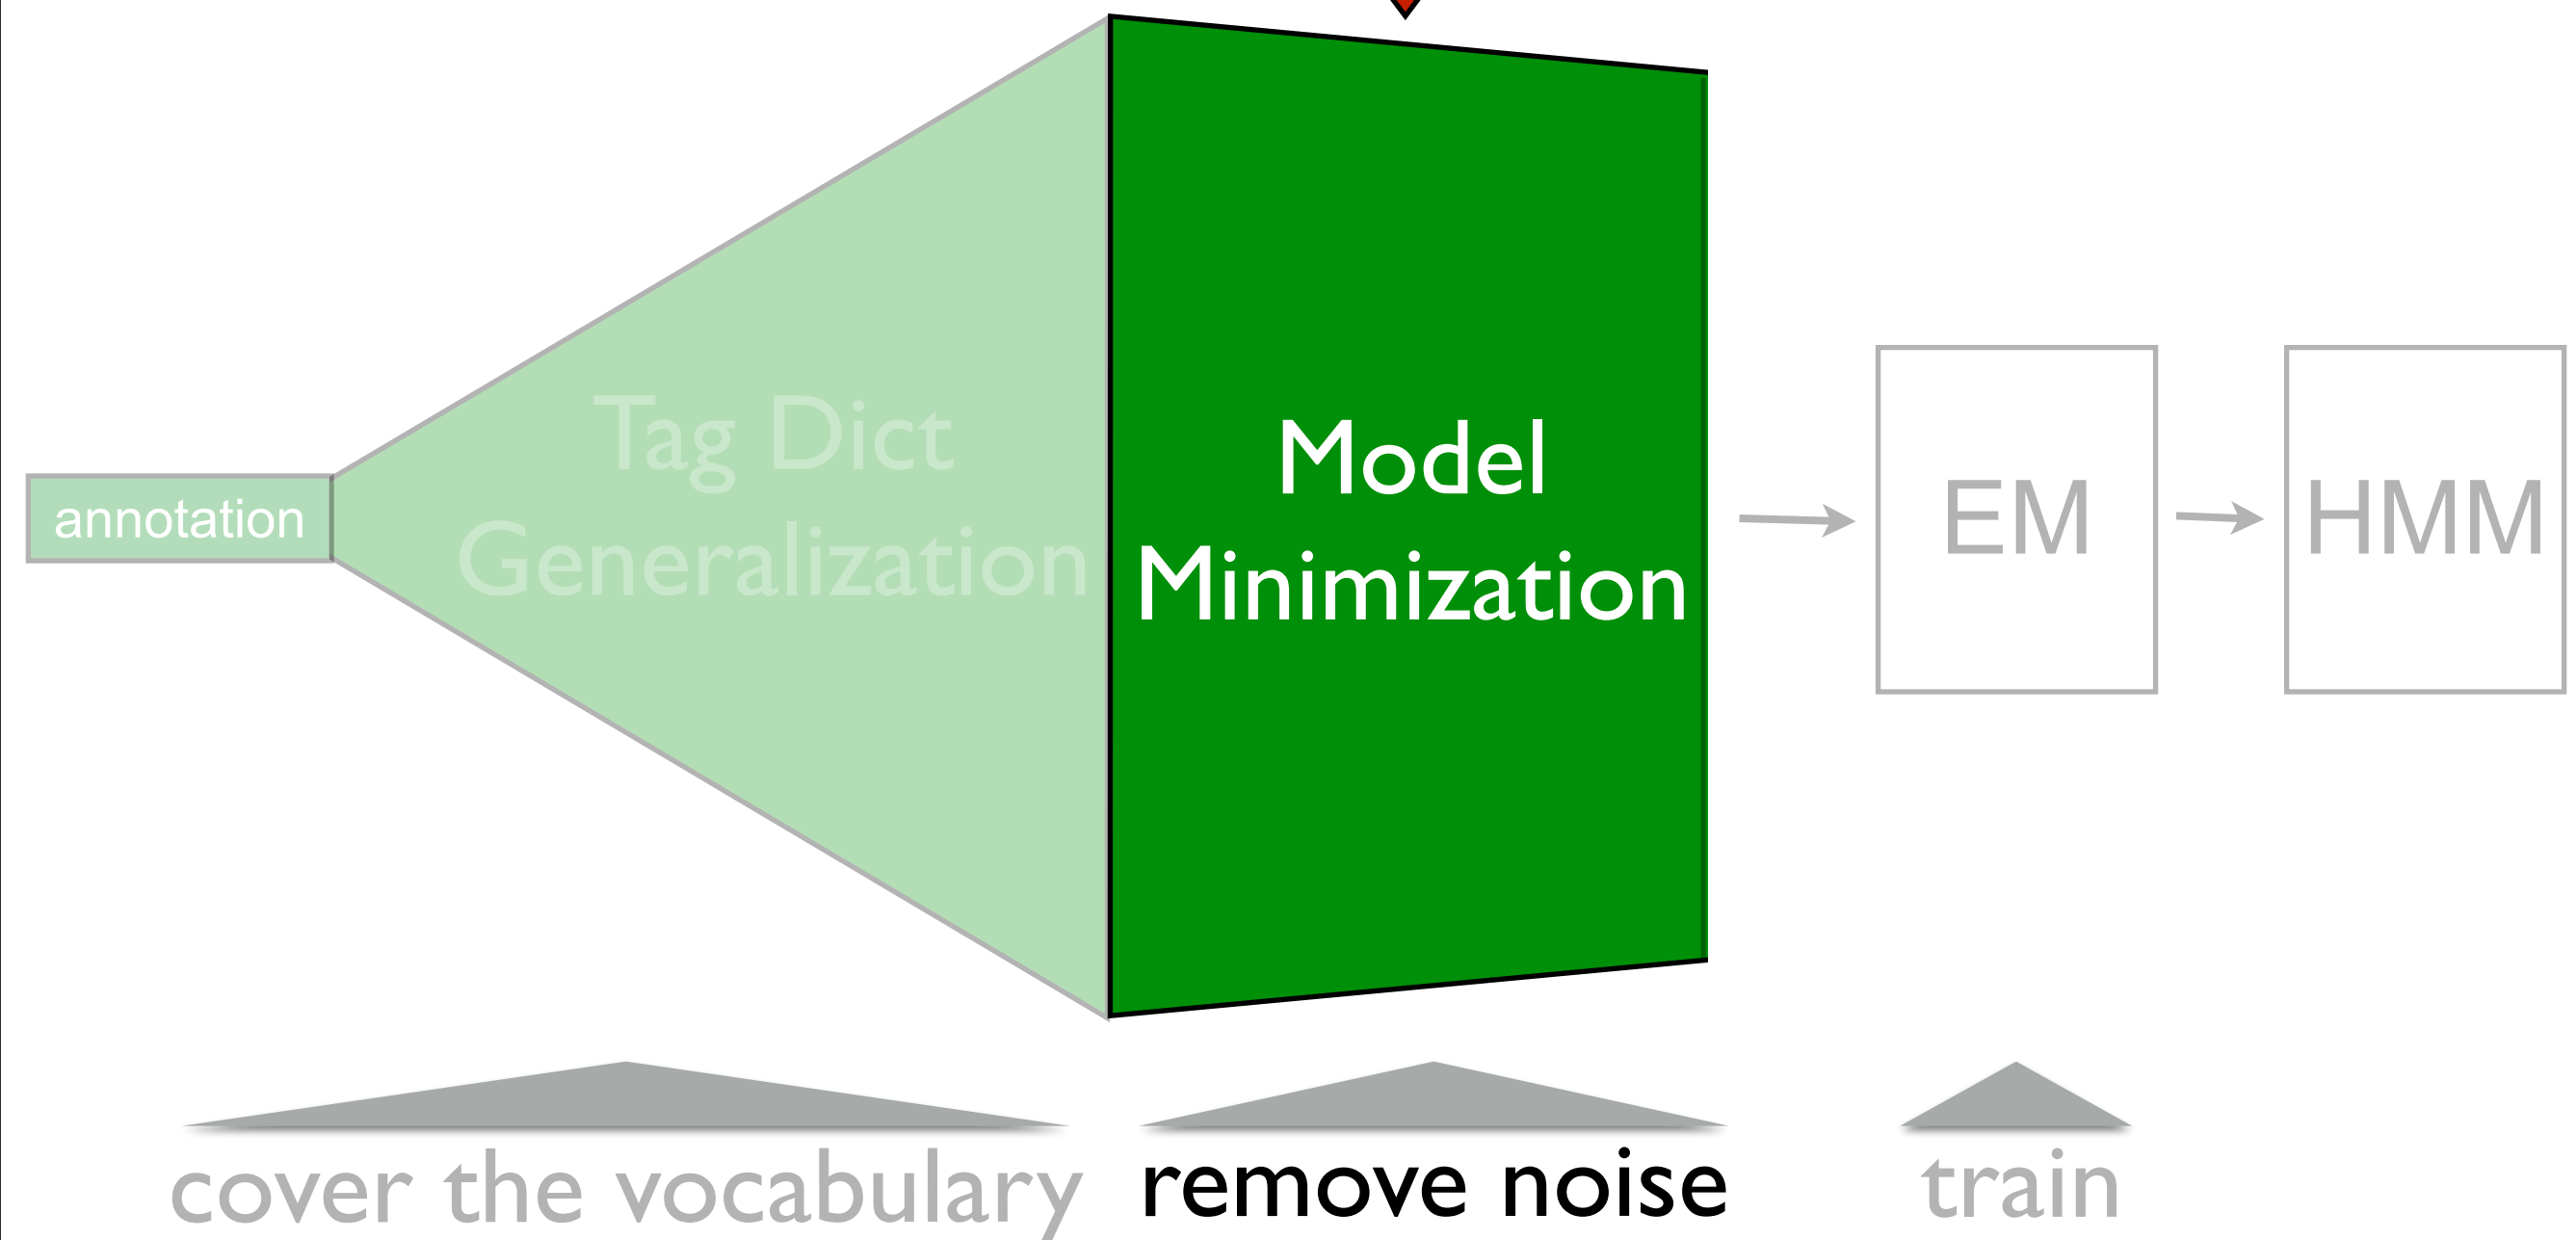 annotation
Tag Dict
Generalization
Model
Minimization
EM
HMM
cover the vocabulary
remove noise
train